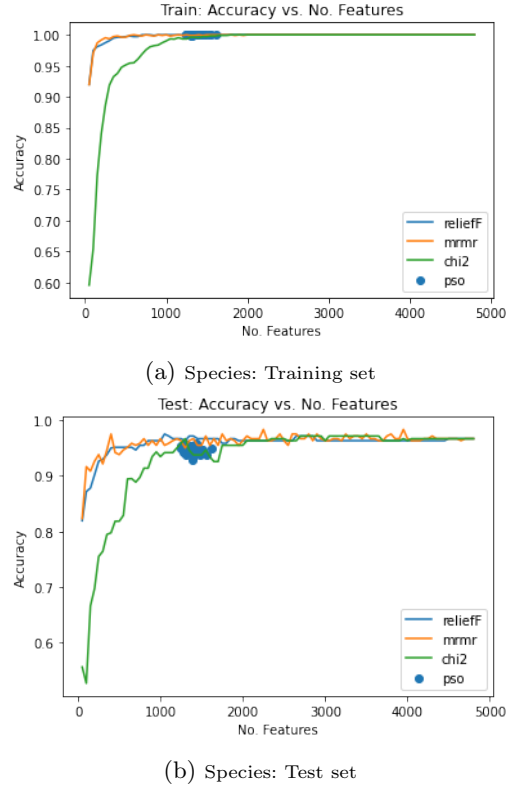 Train: Accuracy vs. No. Features
1.00
0.95
0.90
0.85
0.80
0.75
0.70
0.65
0.60
Accuracy
reliefF
mrmr
chi2
pso
0 1000 2000 3000 4000 5000
No. Features
(a) Species: Training set
Test: Accuracy vs. No. Features
1.0
0.9
0.8
0.7
0.6
Accuracy
reliefF
mrmr
chi2
pso
0 1000 2000 3000 4000 5000
No. Features
(b) Species: Test set